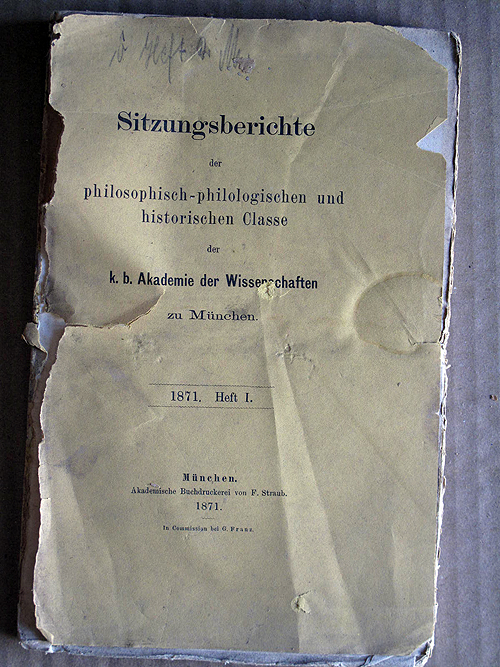 Heft
Sitzungsberichte
der
philosophisch-philologischen und
historischen Classe
der
k. b. Akademie der Wissenschaften
zu München.
1871. Heft I.
München.
Akademische Buchdruckerei von F. Straub.
1871.
In Commission bei G. Franz.